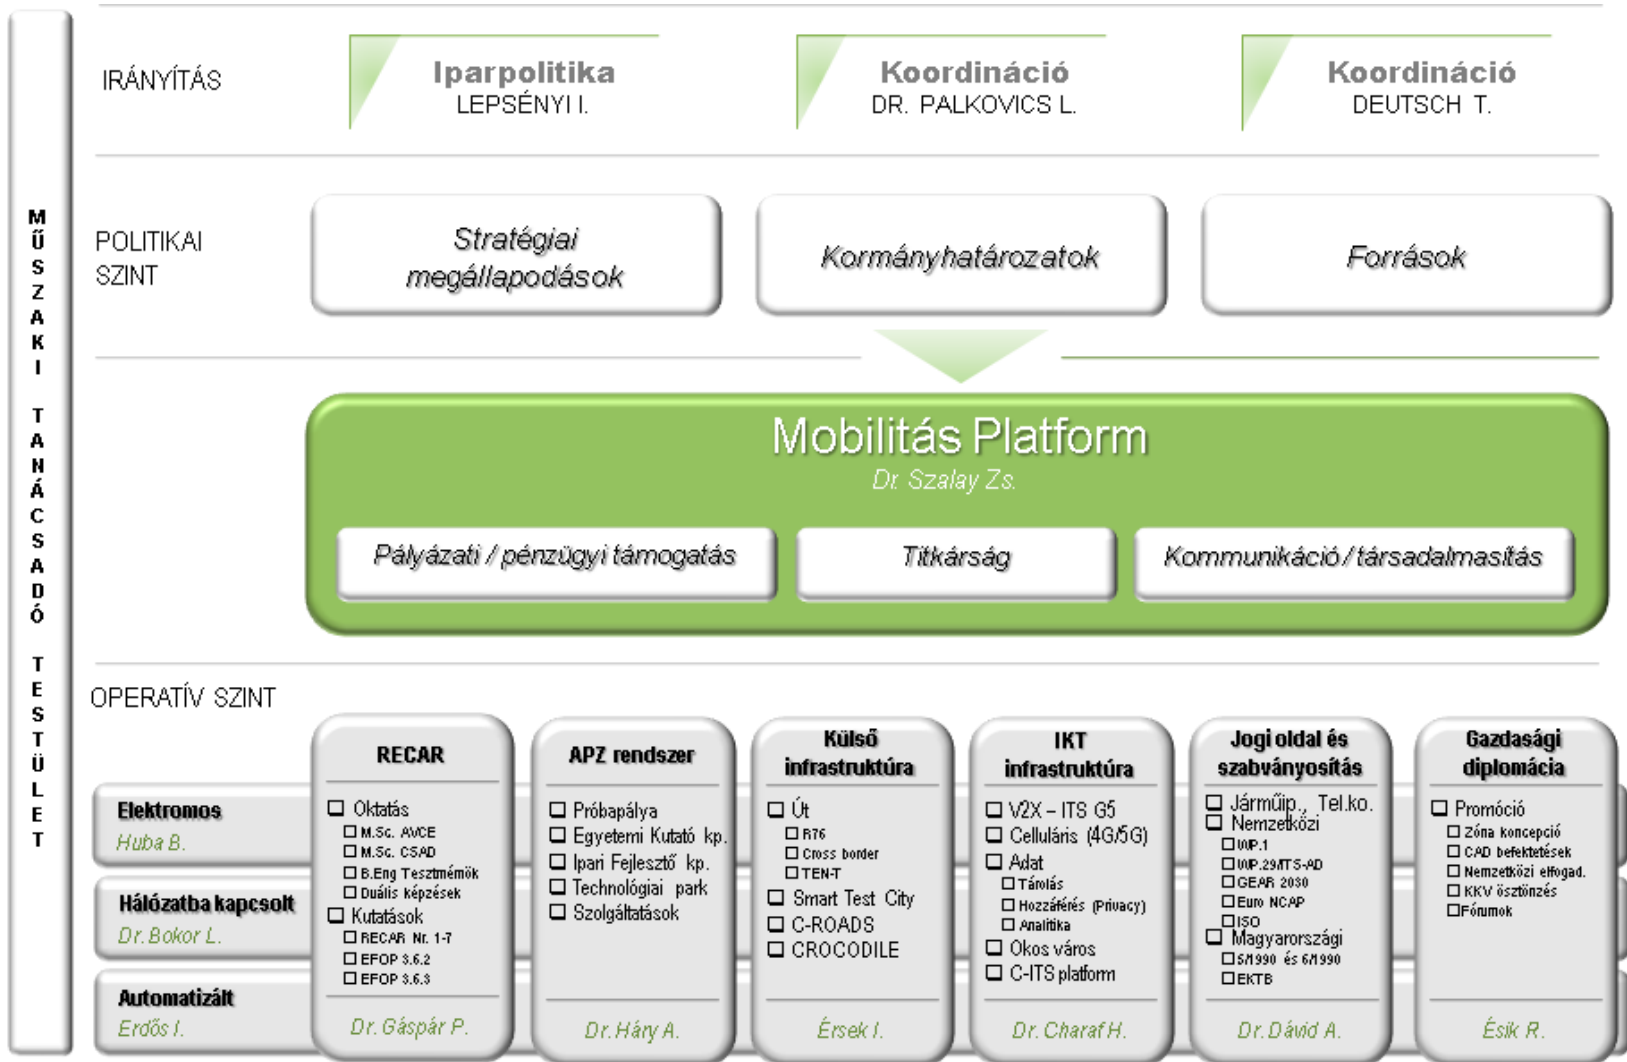 MŰSZAKI TANÁCSADÓ TESTÜLET
IRÁNYÍTÁS
Iparpolitika
LEPSÉNYI I.
Koordináció
DR. PALKOVICS L.
Koordináció
DEUTSCH T.
POLITIKAI
SZINT
Stratégiai
megállapodások
Kormányhatározatok
Források
Mobilitás Platform
Dr. Szalay Zs.
Pályázati / pénzügyi támogatás
Titkárság
Kommunikáció / társadalmasítás
OPERATÍV SZINT
Elektromos
Huba B.
Hálózatba kapcsolt
Dr. Bokor L.
Automatizált
Erdős I.
RECAR
Oktatás
M.Sc. AVCE
M.Sc. CSAD
B.Eng Tesztmérnök
Duális képzések
Kutatások
RECAR Nr. 1-7
EFOP 3.6.2
EFOP 3.6.3
Dr. Gáspár P.
APZ rendszer
Próbapálya
Egyetemi Kutató kp.
Ipari Fejlesztő kp.
Technológiai park
Szolgáltatások
Dr. Háry A.
Külső
infrastruktúra
Út
R76
Cross border
TEN-T
Smart Test City
C-ROADS
CROCODILE
Érsek I.
IKT
infrastruktúra
V2X – ITS G5
Celluláris (4G/5G)
Adat
Tárolás
Hozzáférés (Privacy)
Analitika
Okos város
C-ITS platform
Dr. Charaf H.
Jogi oldal és
szabványosítás
Járműip., Tel.ko.
Nemzetközi
WP.1
WP.29/ITS-AD
GEAR 2030
Euro NCAP
ISO
Magyarországi
5/1990 és 6/1990
EKTB
Dr. Dávid A.
Gazdasági
diplomácia
Promóció
Zóna koncepció
CAD befektetések
Nemzetközi elfogad.
KKV ösztönzés
Fórumok
Ésik R.